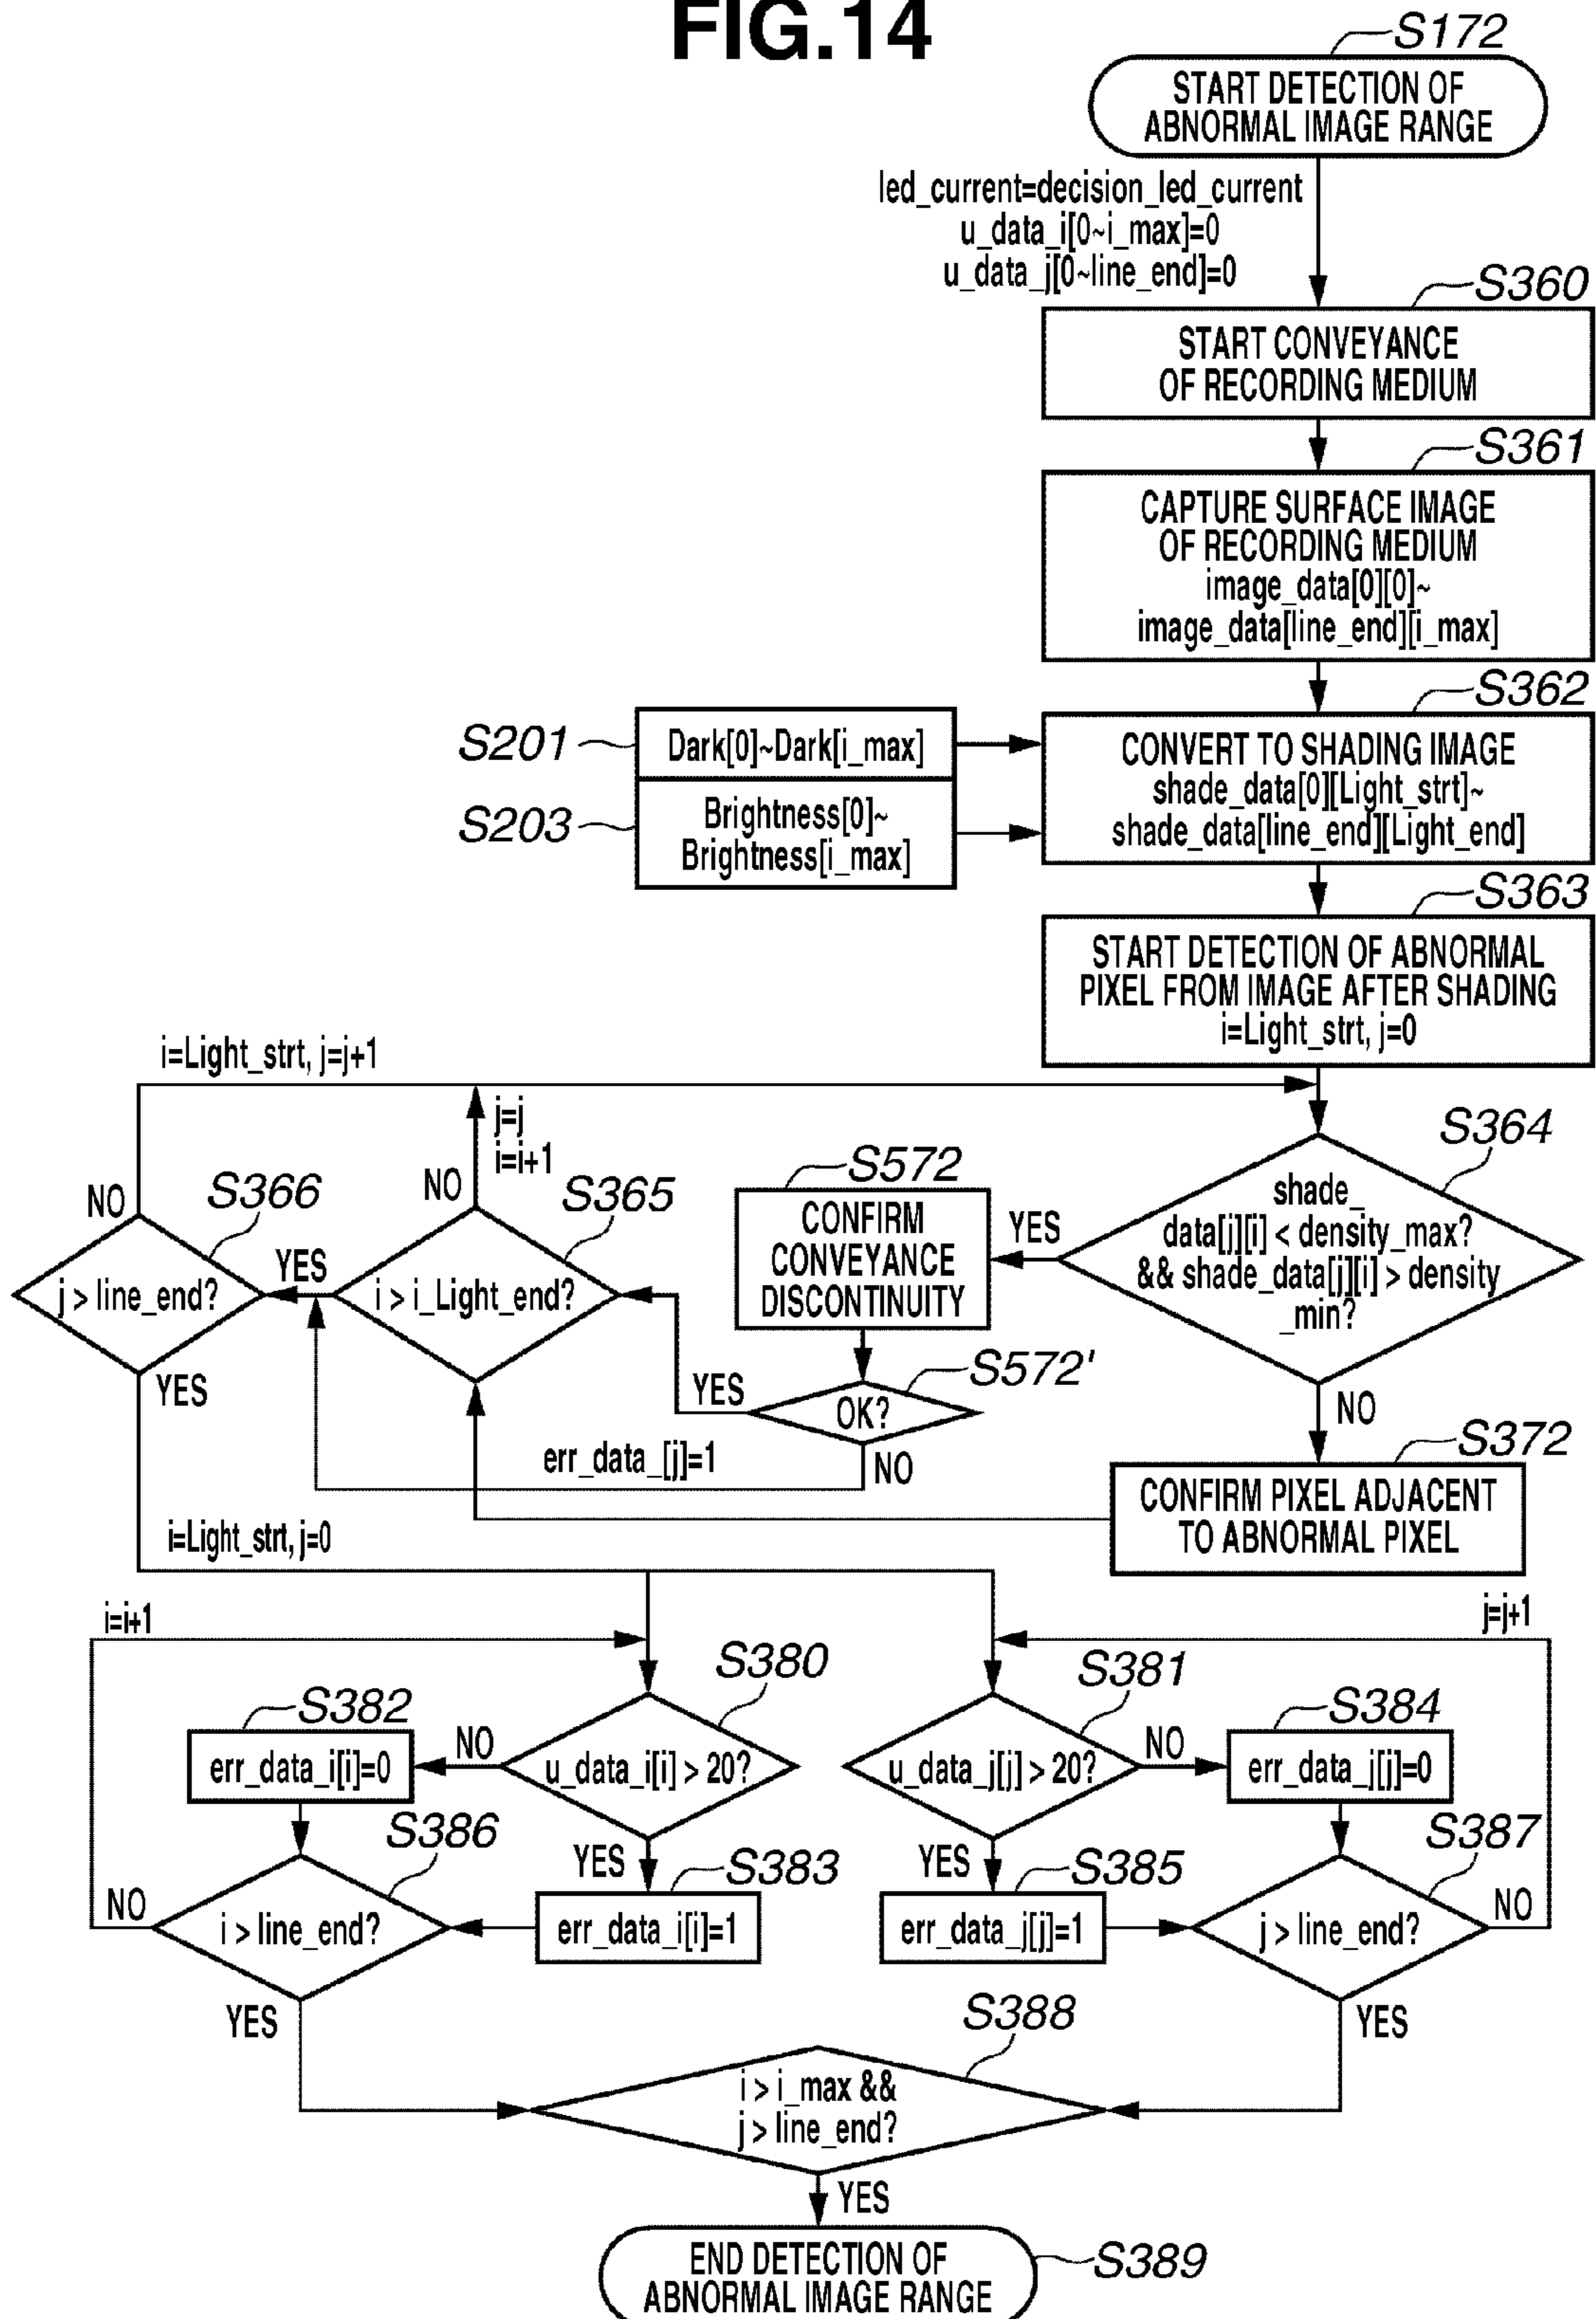 FIG.14
S172
START DETECTION OF
ABNORMAL IMAGE RANGE
led_current=decision_led_current
u_data_i[0~i_max]=0
u_data_j[0~line_end]=0
S360
START CONVEYANCE
OF RECORDING MEDIUM
S361
CAPTURE SURFACE IMAGE
OF RECORDING MEDIUM
image_data[0][0]~
image_data[line_end][i_max]
S362
S201
Dark[0]~Dark[i_max]
S203
Brightness[0]~
Brightness[i_max]
CONVERT TO SHADING IMAGE
shade_data[0][Light_strt]~
shade_data[line_end][Light_end]
S363
START DETECTION OF ABNORMAL
PIXEL FROM IMAGE AFTER SHADING
i=Light_strt, j=0
i=Light_strt, j=j+1
j=j
i=i+1
S364
shade_
data[j][i] < density_max?
&& shade_data[j][i] > density
_min?
YES
NO
S572
CONFIRM
CONVEYANCE
DISCONTINUITY
S572'
OK?
YES
NO
err_data_[j]=1
S365
i > i_Light_end?
NO
YES
S366
j > line_end?
NO
YES
S372
CONFIRM PIXEL ADJACENT
TO ABNORMAL PIXEL
i=Light_strt, j=0
i=i+1
j=j+1
S380
u_data_i[i] > 20?
NO
YES
S381
u_data_j[j] > 20?
NO
YES
S382
err_data_i[i]=0
S384
err_data_j[j]=0
S386
i > line_end?
NO
YES
S383
err_data_i[i]=1
S385
err_data_j[j]=1
S387
j > line_end?
NO
YES
S388
i > i_max &&
j > line_end?
YES
END DETECTION OF
ABNORMAL IMAGE RANGE
S389